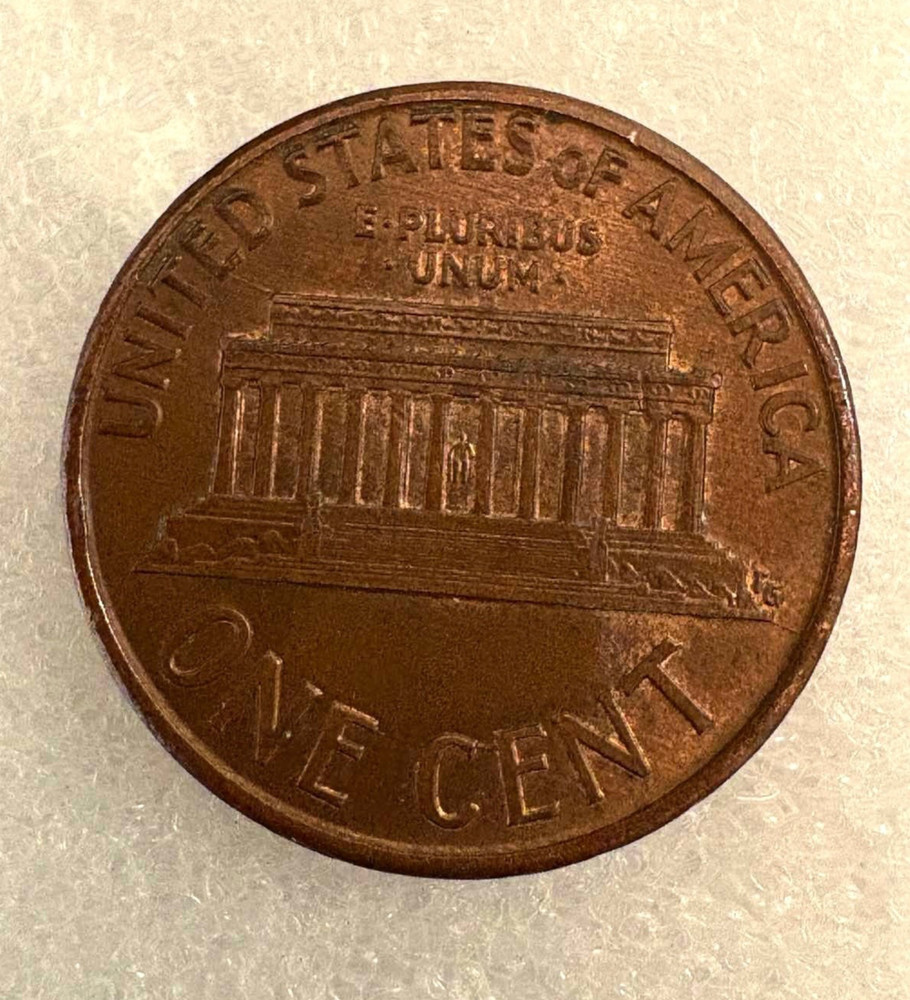 UNITED STATES OF AMERICA
E·PLURIBUS
·UNUM·
FG
ONE CENT